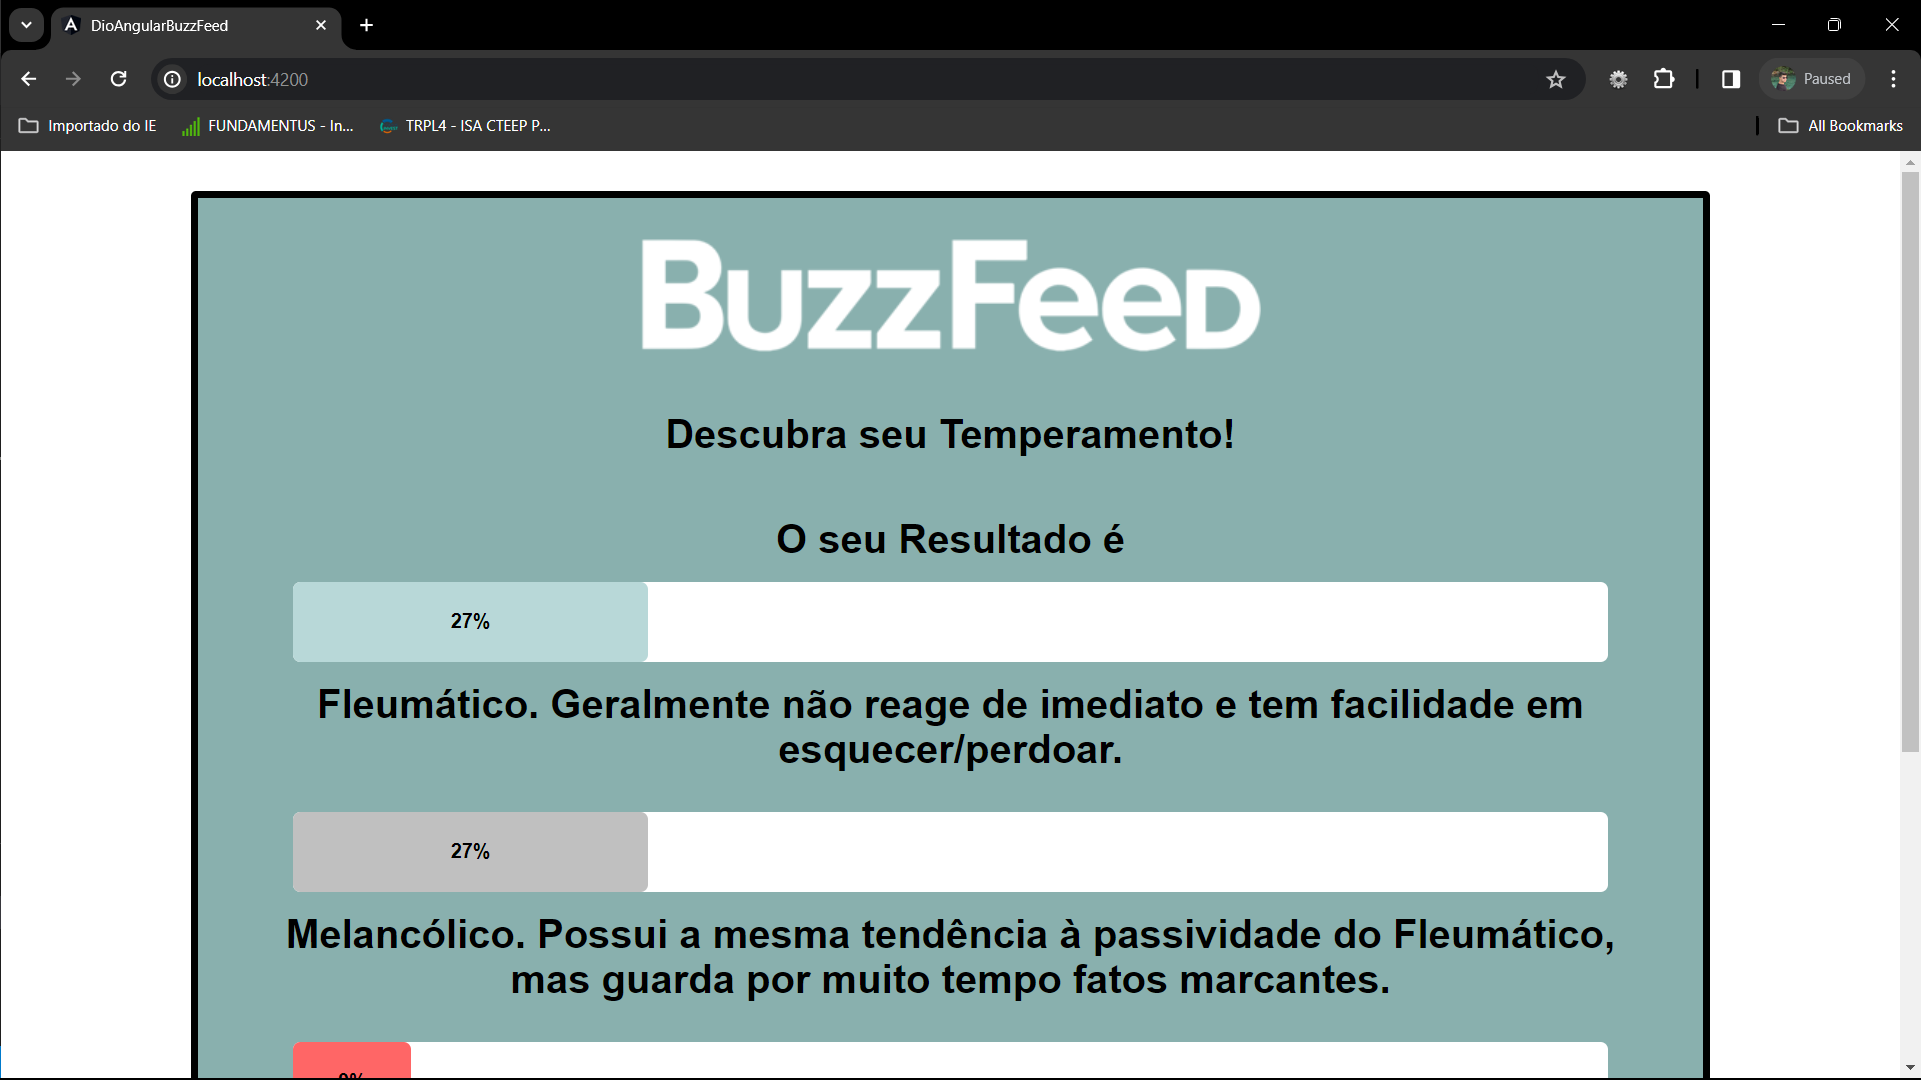 DioAngularBuzzFeed
localhost:4200
Paused
Importado do IE
FUNDAMENTUS - In...
TRPL4 - ISA CTEEP P...
All Bookmarks
BuzzFeed
Descubra seu Temperamento!
O seu Resultado é
27%
Fleumático. Geralmente não reage de imediato e tem facilidade em
esquecer/perdoar.
27%
Melancólico. Possui a mesma tendência à passividade do Fleumático,
mas guarda por muito tempo fatos marcantes.